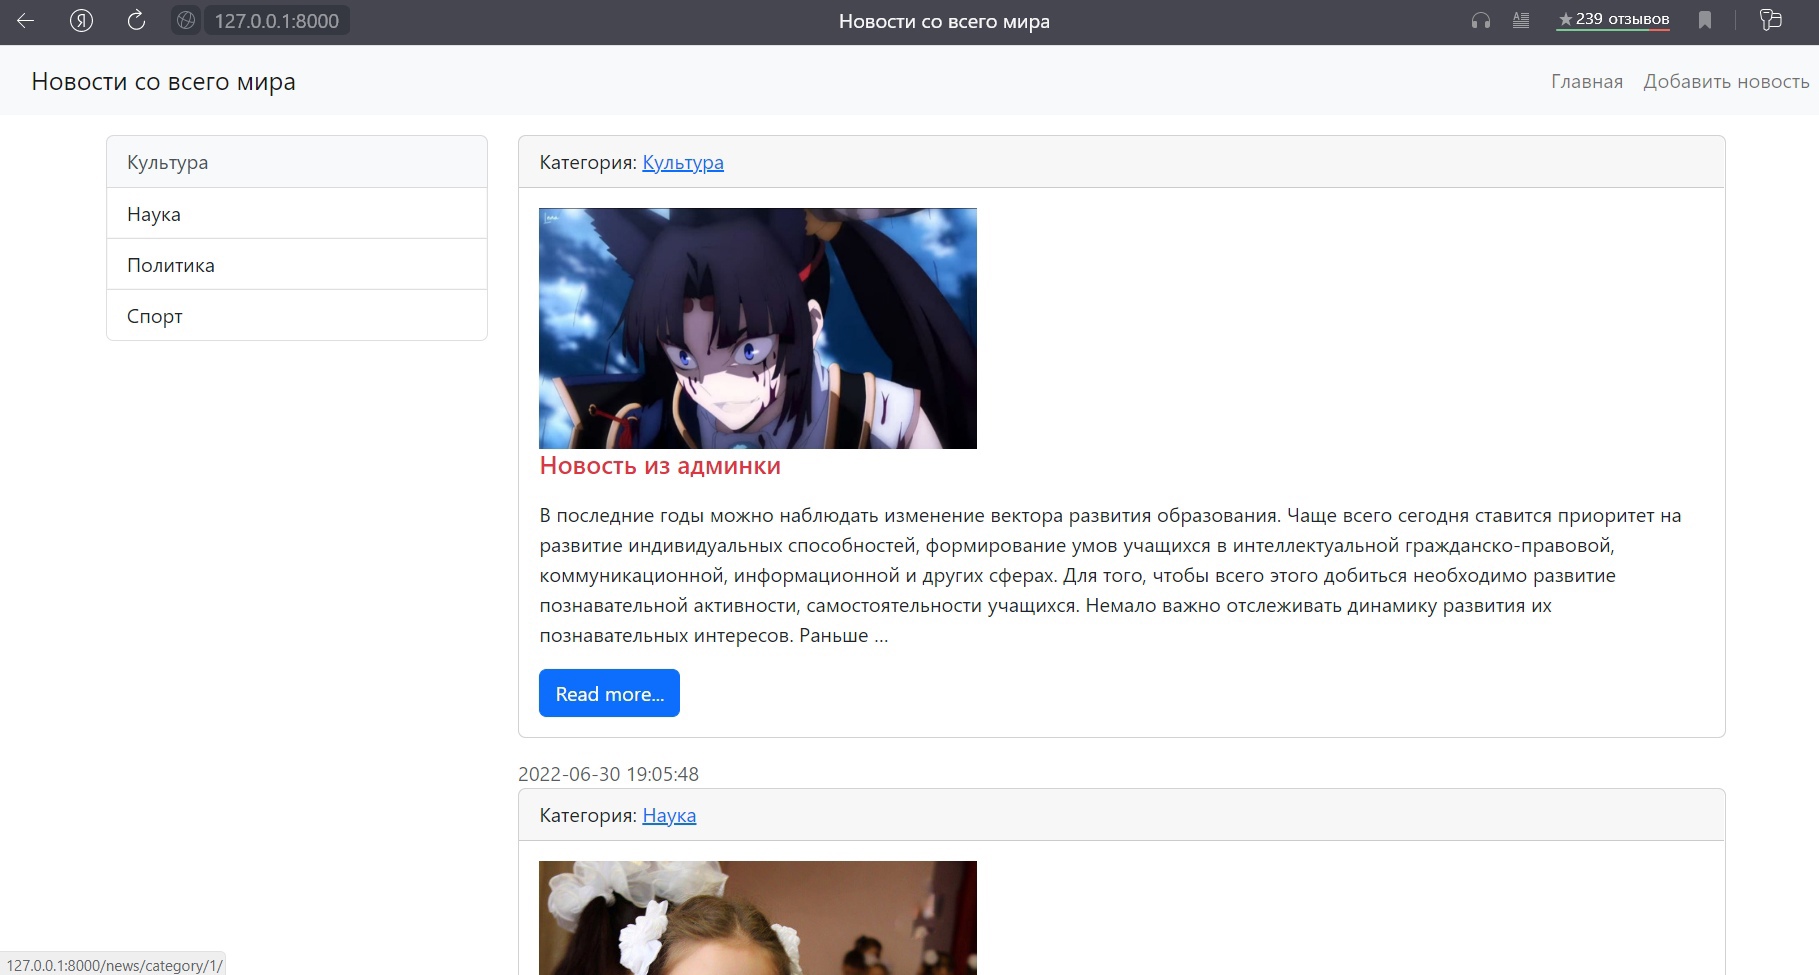 127.0.0.1:8000
Новости со всего мира
239 отзывов
Новости со всего мира
Главная
Добавить новость
Культура
Наука
Политика
Спорт
Категория: Культура
Новость из админки
В последние годы можно наблюдать изменение вектора развития образования. Чаще всего сегодня ставится приоритет на
развитие индивидуальных способностей, формирование умов учащихся в интеллектуальной гражданско-правовой,
коммуникационной, информационной и других сферах. Для того, чтобы всего этого добиться необходимо развитие
познавательной активности, самостоятельности учащихся. Немало важно отслеживать динамику развития их
познавательных интересов. Раньше ...
Read more...
2022-06-30 19:05:48
Категория: Наука
127.0.0.1:8000/news/category/1/